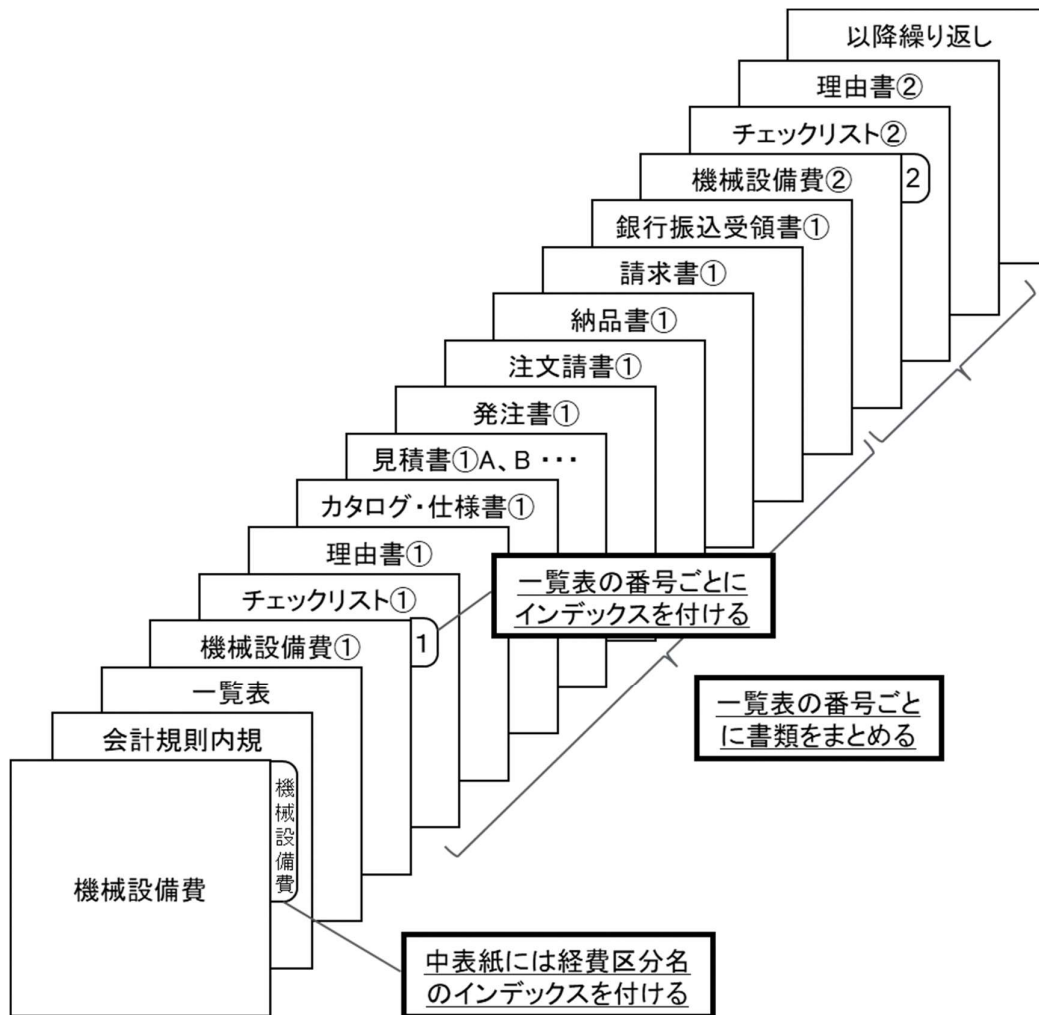 以降繰り返し
理由書②
チェックリスト②
機械設備費②
2
銀行振込受領書①
請求書①
納品書①
注文請書①
発注書①
見積書①A、B ・・・
カタログ・仕様書①
理由書①
チェックリスト①
機械設備費①
1
一覧表
会計規則内規
機械設備費
機械設備費
一覧表の番号ごとに
インデックスを付ける
一覧表の番号ごと
に書類をまとめる
中表紙には経費区分名
のインデックスを付ける